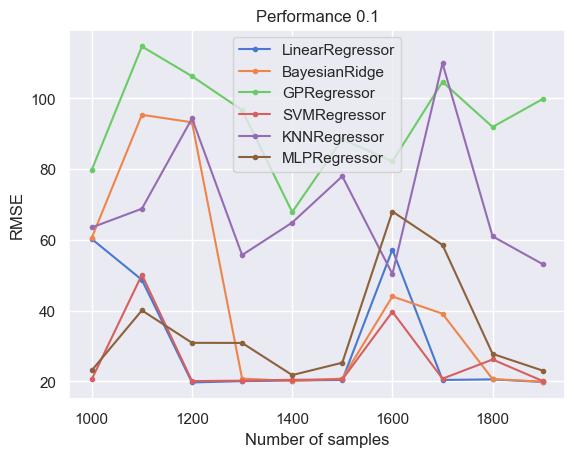 Performance 0.1
LinearRegressor
BayesianRidge
GPRegressor
SVMRegressor
KNNRegressor
MLPRegressor
RMSE
100
80
60
40
20
1000 1200 1400 1600 1800
Number of samples